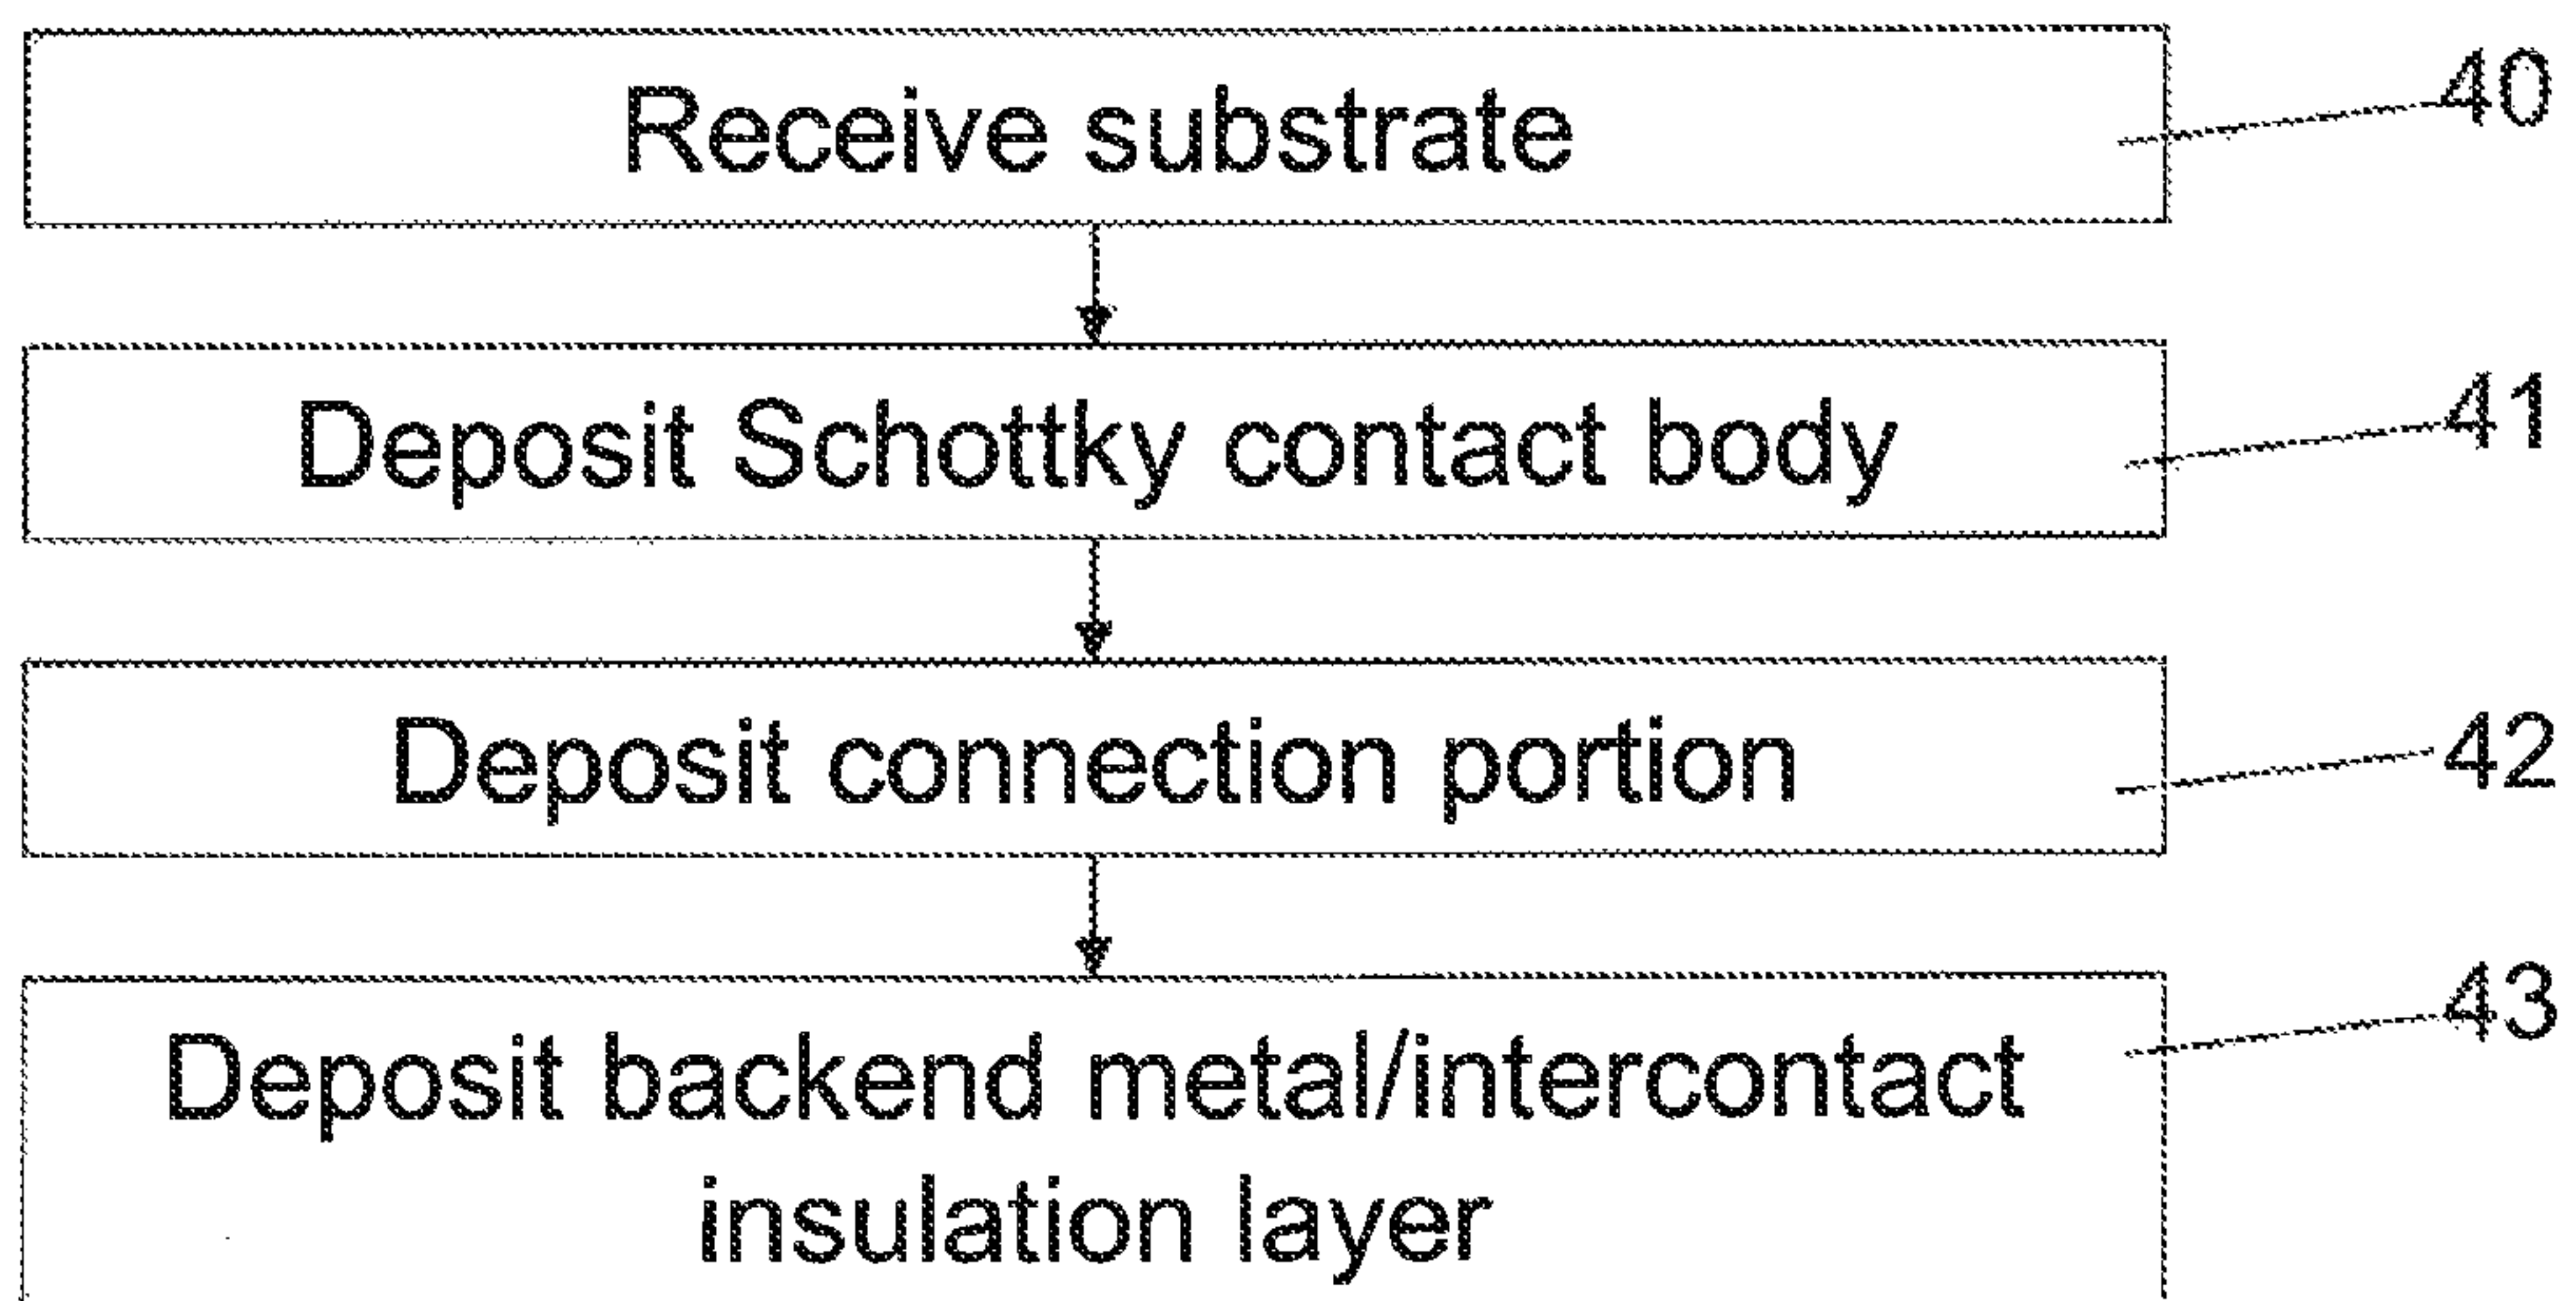 Receive substrate
40
Deposit Schottky contact body
41
Deposit connection portion
42
Deposit backend metal/intercontact
43
insulation layer